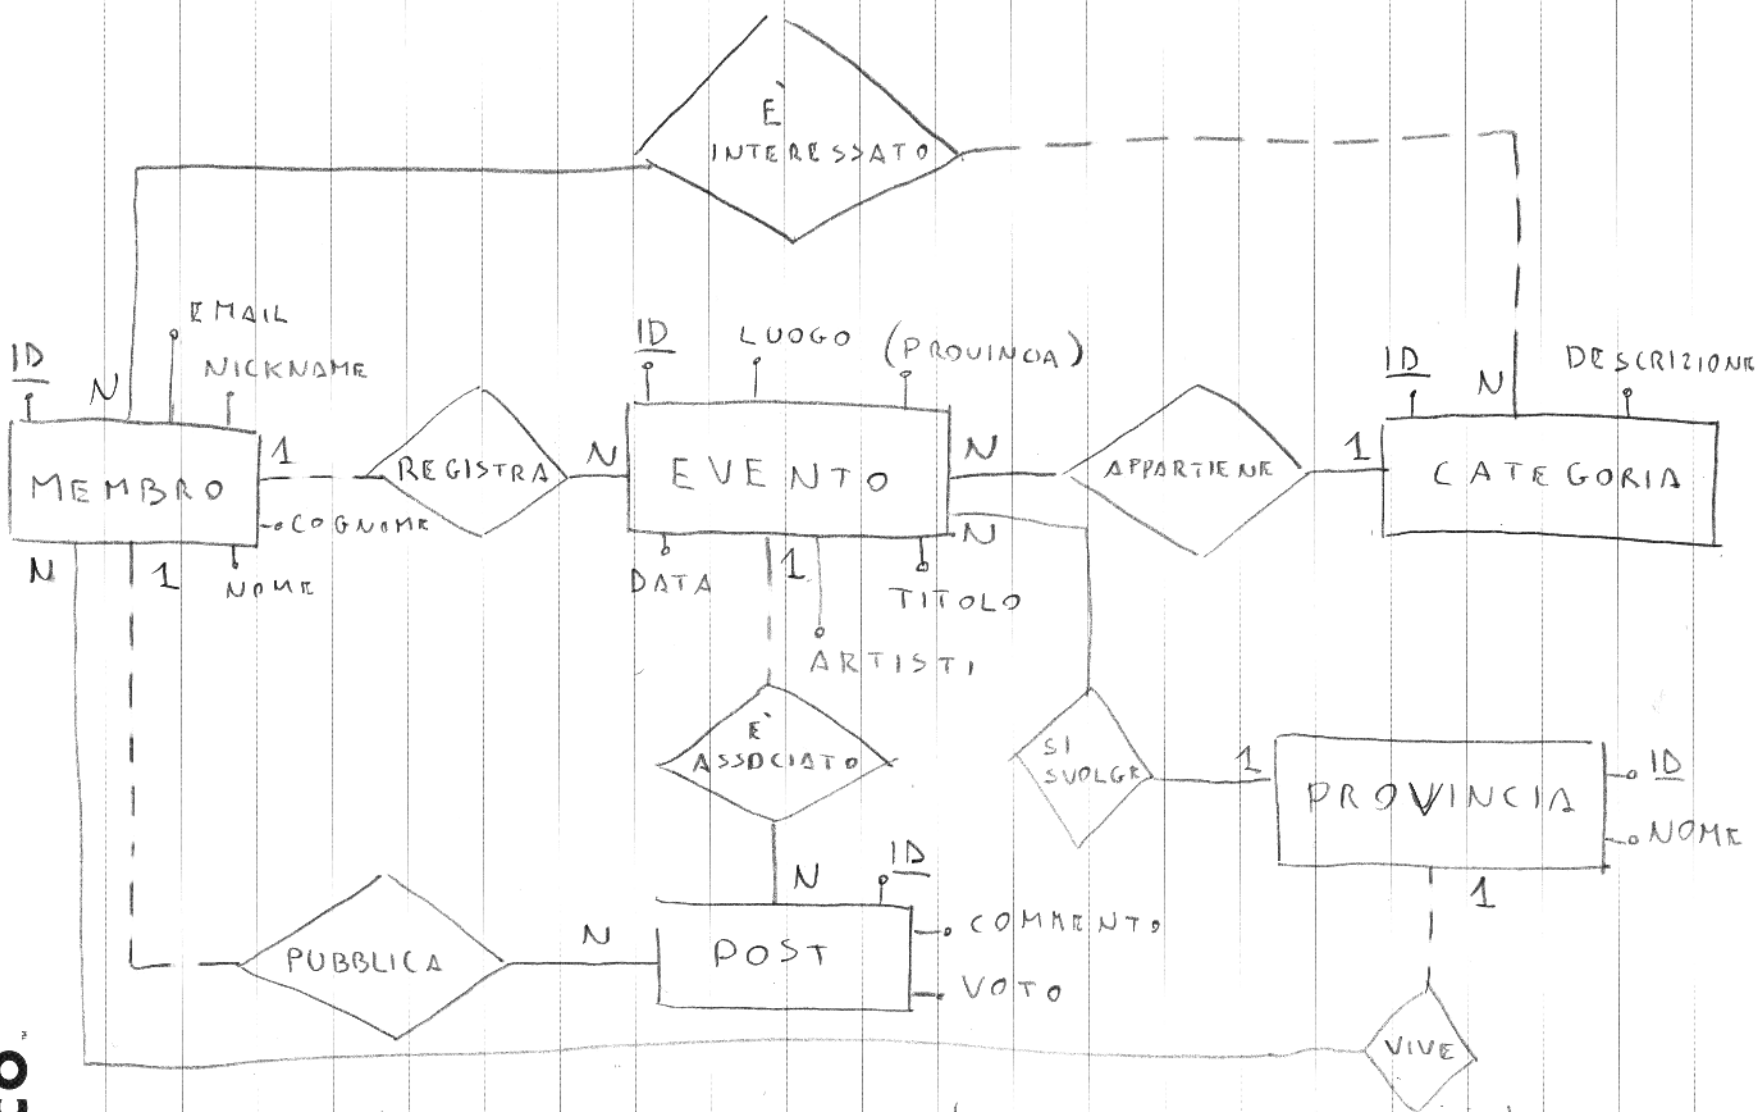 È
INTERESSATO
EMAIL
ID
NICKNAME
N
ID
LUOGO
(PROVINCIA)
ID
N
DESCRIZIONE
MEMBRO
1
REGISTRA
N
EVENTO
N
APPARTIENE
1
CATEGORIA
COGNOME
N
1
NOME
DATA
1
N
TITOLO
ARTISTI
È
ASSOCIATO
SI
SVOLGE
1
PROVINCIA
ID
NOME
1
N
ID
PUBBLICA
N
POST
COMMENTO
VOTO
VIVE